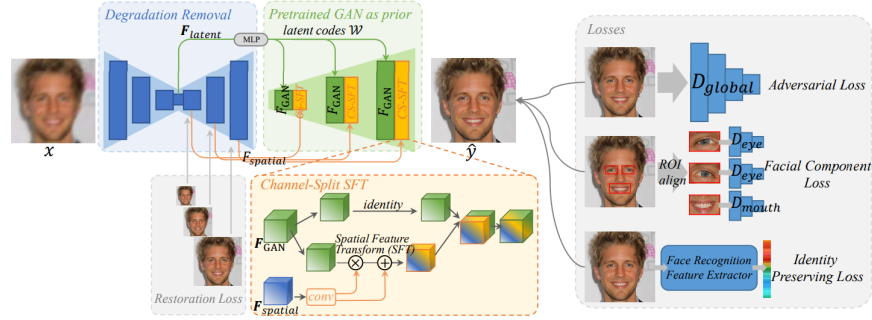 Degradation Removal
Pretrained GAN as prior
Losses
F_latent
MLP
latent codes 𝒲
F_GAN
CS-SFT
F_GAN
CS-SFT
F_GAN
CS-SFT
D_global
Adversarial Loss
x
F_spatial
ŷ
ROI
align
D_eye
D_eye
D_mouth
Facial Component
Loss
Channel-Split SFT
identity
F_GAN
Spatial Feature
Transform (SFT)
conv
F_spatial
Restoration Loss
Face Recognition
Feature Extractor
Identity
Preserving Loss